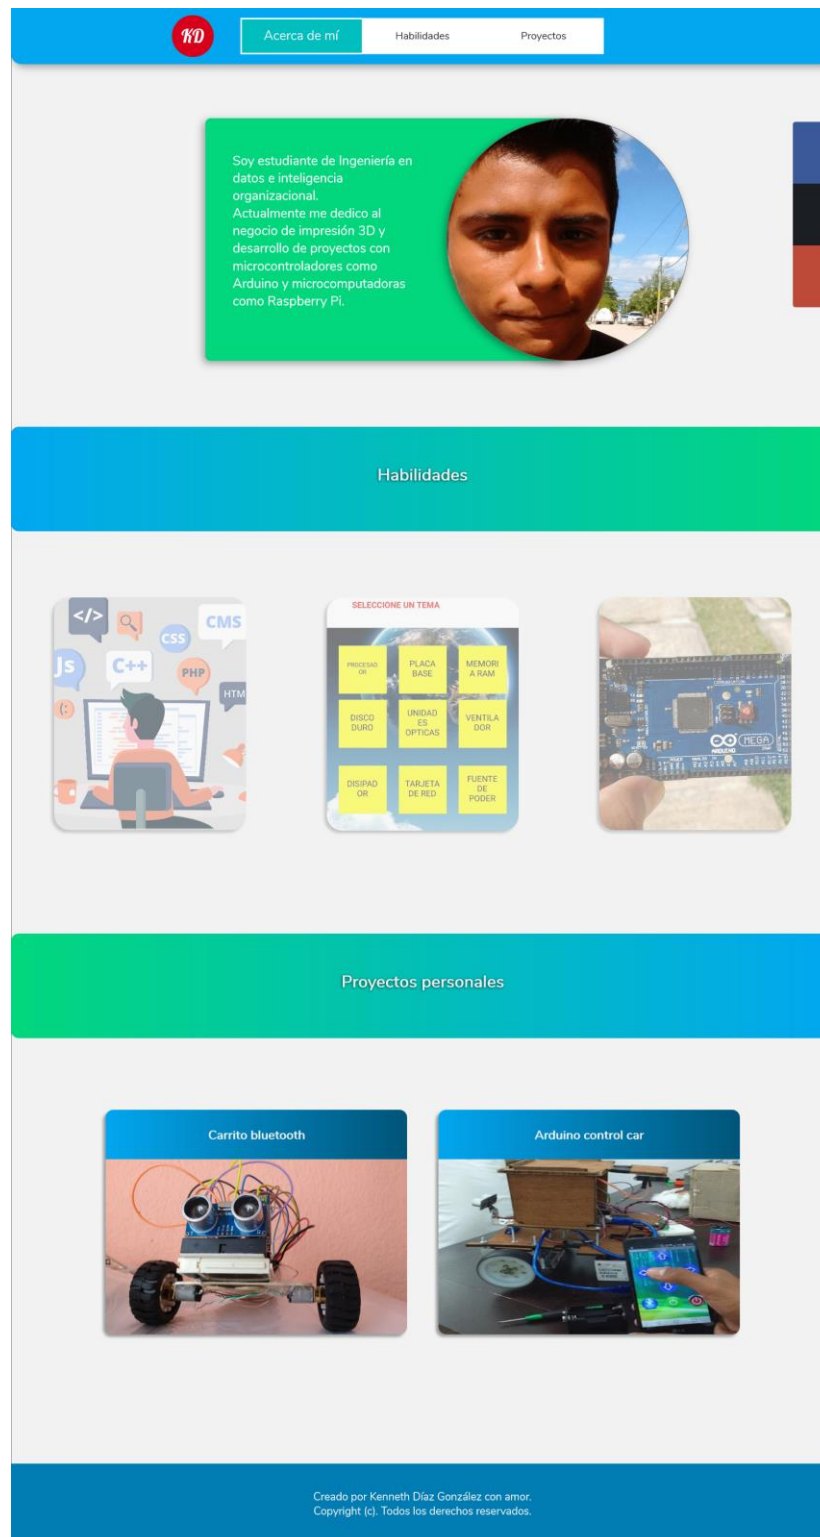 KD
Acerca de mí
Habilidades
Proyectos
Soy estudiante de Ingeniería en
datos e inteligencia
organizacional.
Actualmente me dedico al
negocio de impresión 3D y
desarrollo de proyectos con
microcontroladores como
Arduino y microcomputadoras
como Raspberry Pi.
Habilidades
</>
CMS
CSS
Js
C++
PHP
HTM
{;
SELECCIONE UN TEMA
PROCESAD
OR
PLACA
BASE
MEMORI
A RAM
DISCO
DURO
UNIDAD
ES
OPTICAS
VENTILA
DOR
DISIPAD
OR
TARJETA
DE RED
FUENTE
DE
PODER
COMMUNICATION
MEGA
ARDUINO
POWER
ANALOG IN
Proyectos personales
Carrito bluetooth
Arduino control car
Creado por Kenneth Díaz González con amor.
Copyright (c). Todos los derechos reservados.